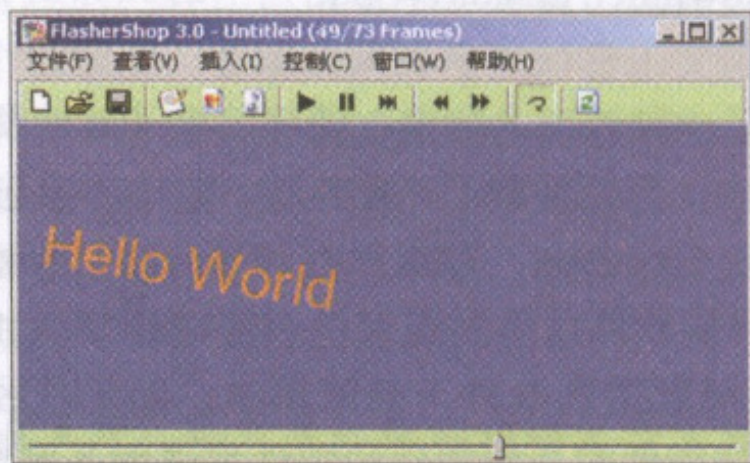 FlasherShop 3.0 - Untitled (49/73 Frames)
文件(F) 查看(V) 插入(I) 控制(C) 窗口(W) 帮助(H)
Hello World